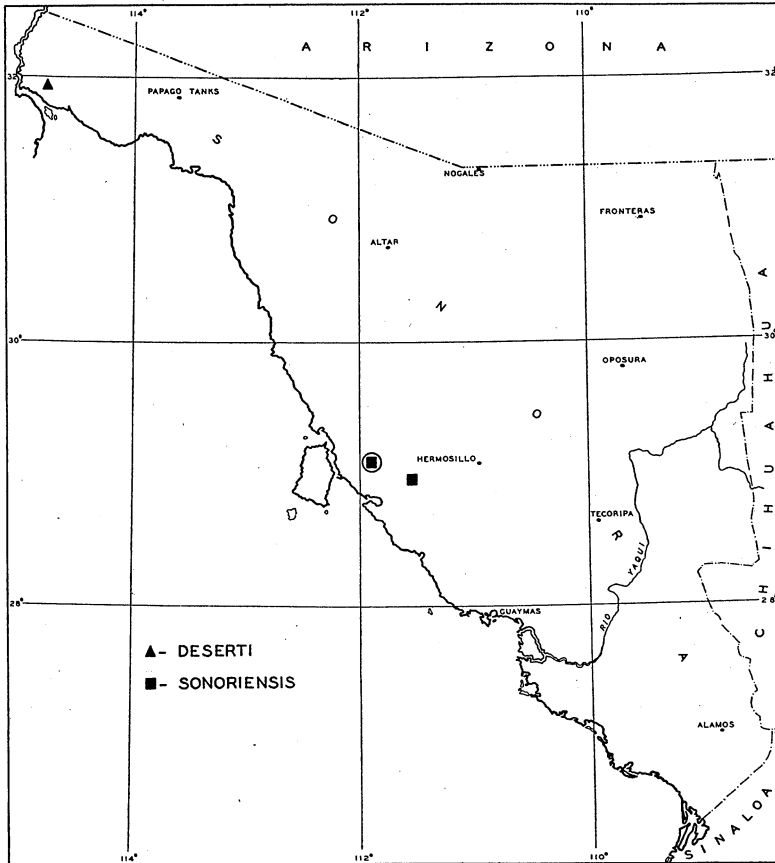 114° 112° 110°
A R I Z O N A
32° 32°
PAPAGO TANKS
S
NOGALES
FRONTERAS
O
ALTAR
N
30° 30°
OPOSURA
O
HERMOSILLO
TECORIPA
R
RIO YAQUI
28° 28°
GUAYMAS
A
▲- DESERTI
■- SONORIENSIS
ALAMOS
CHIHUAHUA
SINALOA
114° 112° 110°